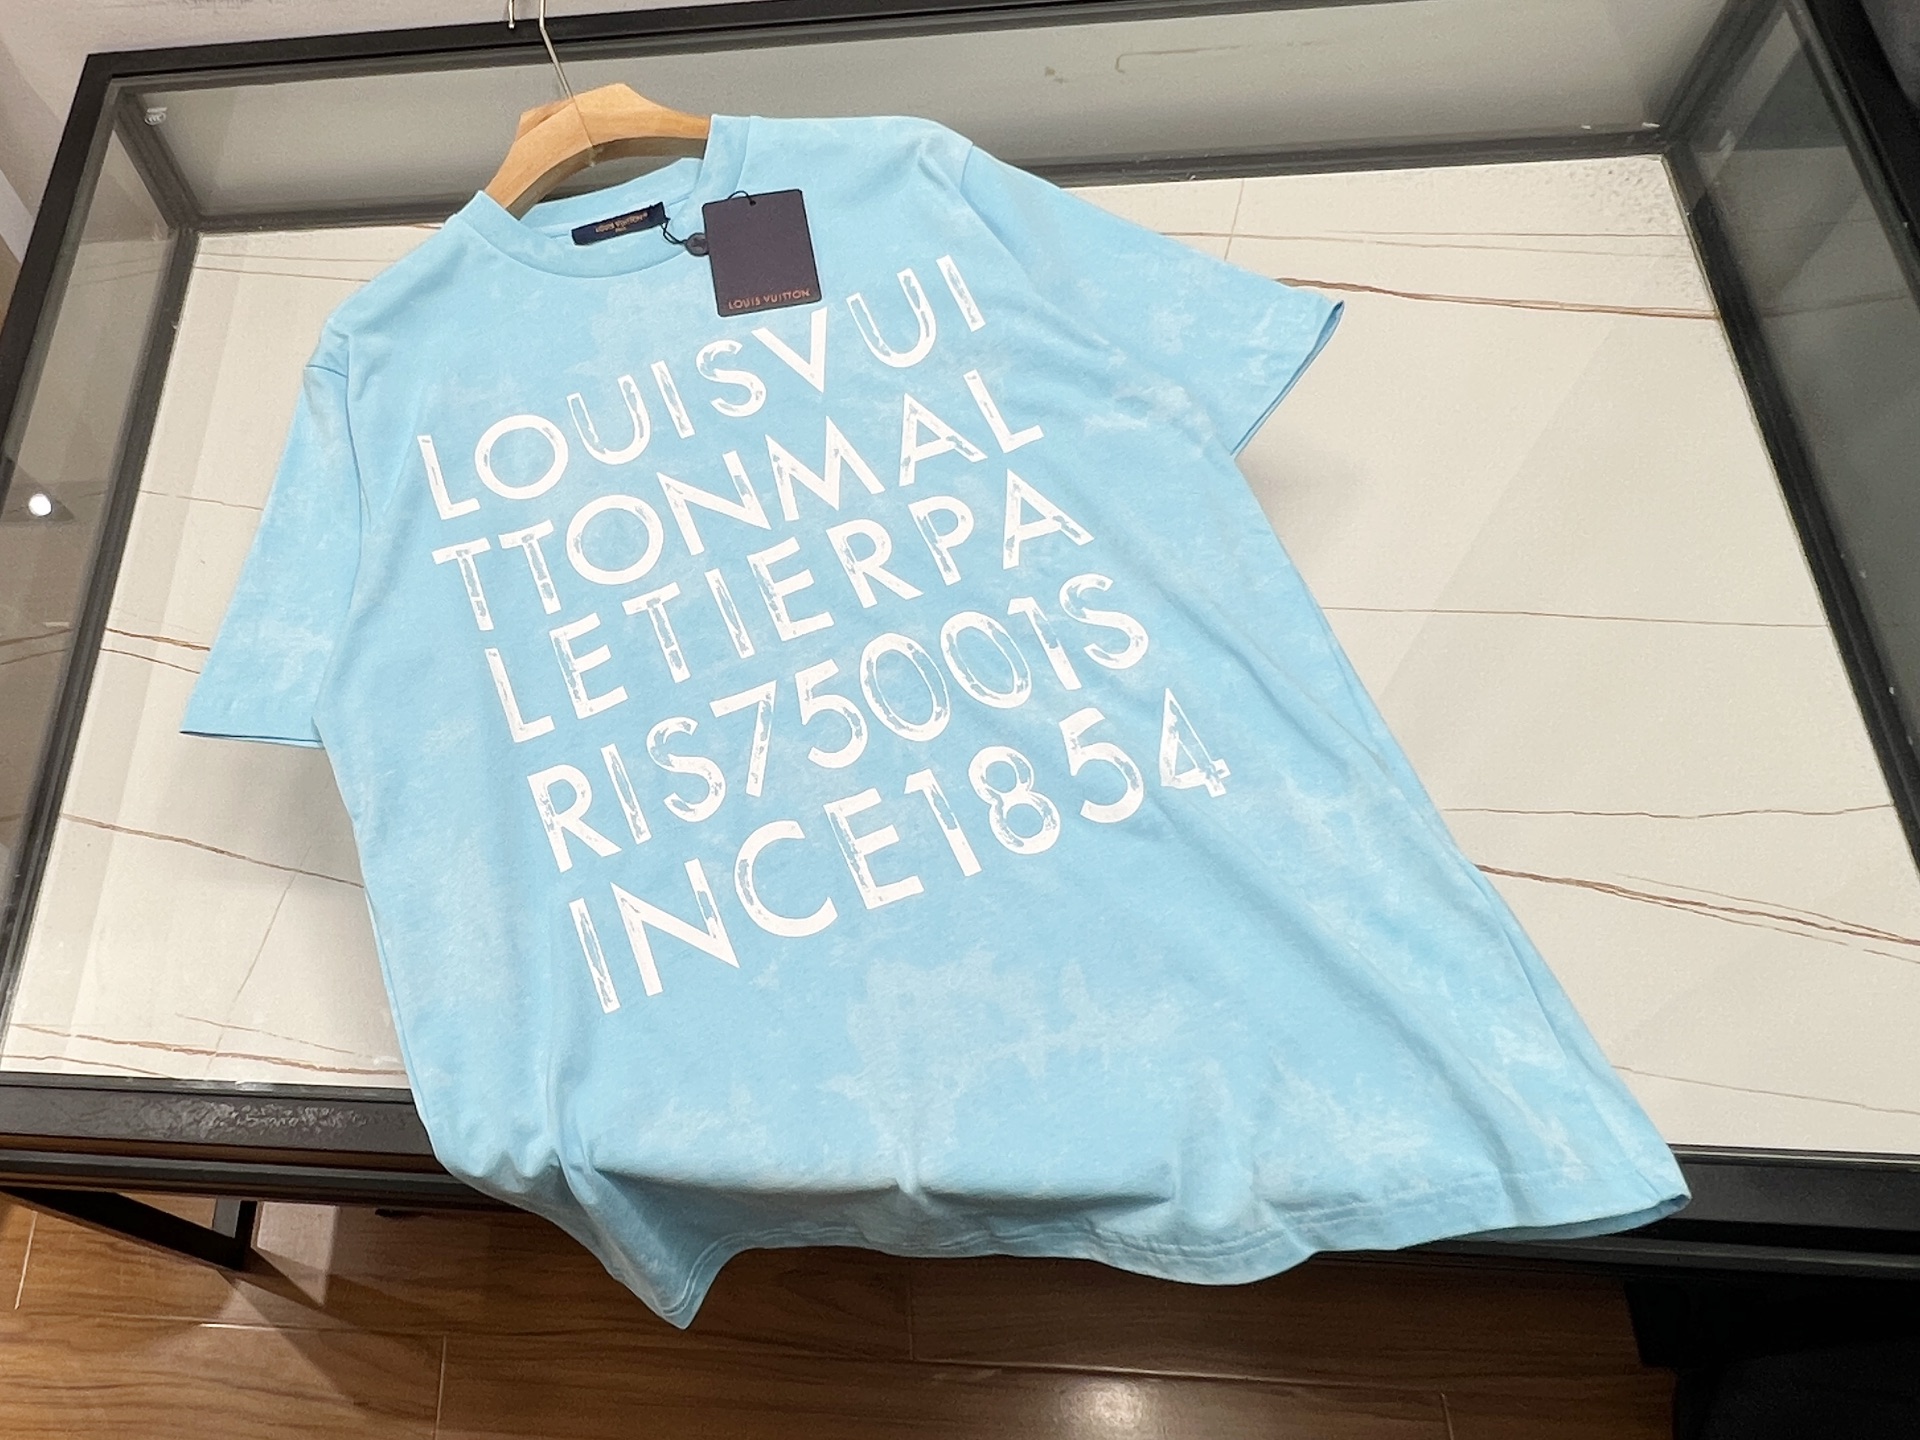 LOUIS VUITTON
LOUIS VUITTON
LOUISVUI
TTONMAL
LETIERPA
RIS75001S
INCE1854